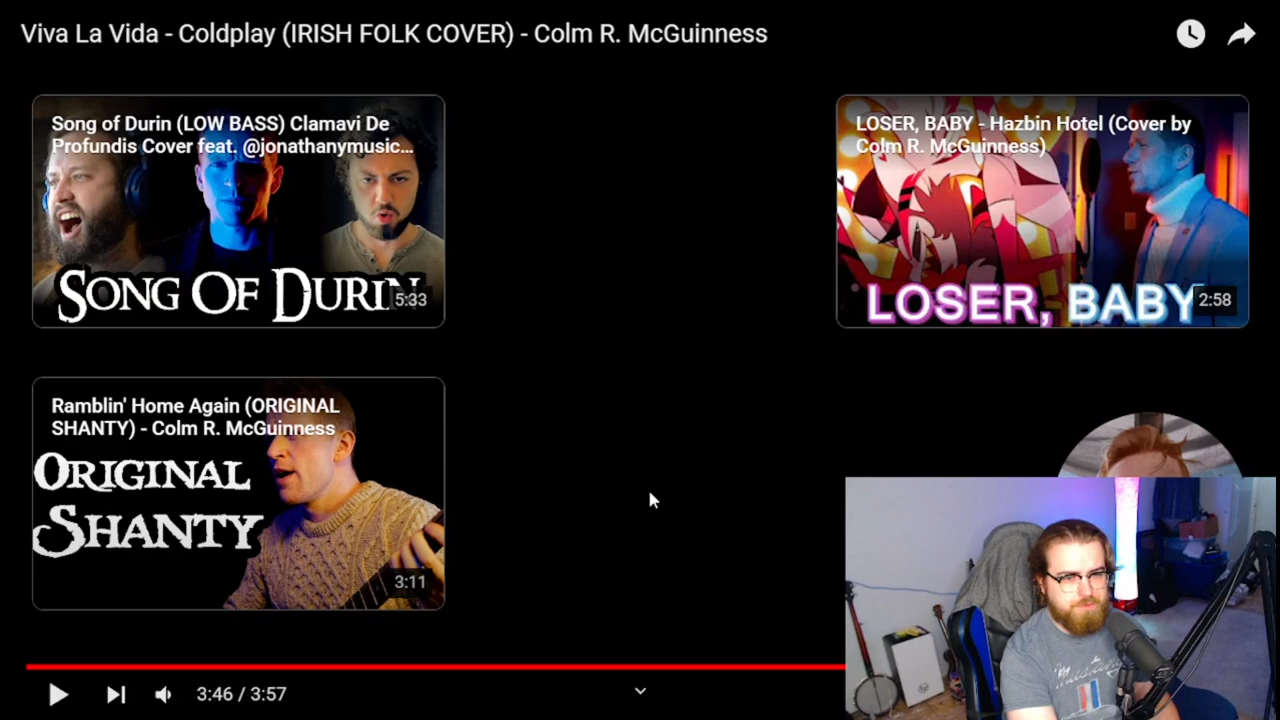 Viva La Vida - Coldplay (IRISH FOLK COVER) - Colm R. McGuinness
Song of Durin (LOW BASS) Clamavi De
Profundis Cover feat. @jonathanymusic...
SONG OF DURIN
5:33
LOSER, BABY - Hazbin Hotel (Cover by
Colm R. McGuinness)
LOSER, BABY
2:58
Ramblin' Home Again (ORIGINAL
SHANTY) - Colm R. McGuinness
ORIGINAL
SHANTY
3:11
3:46 / 3:57